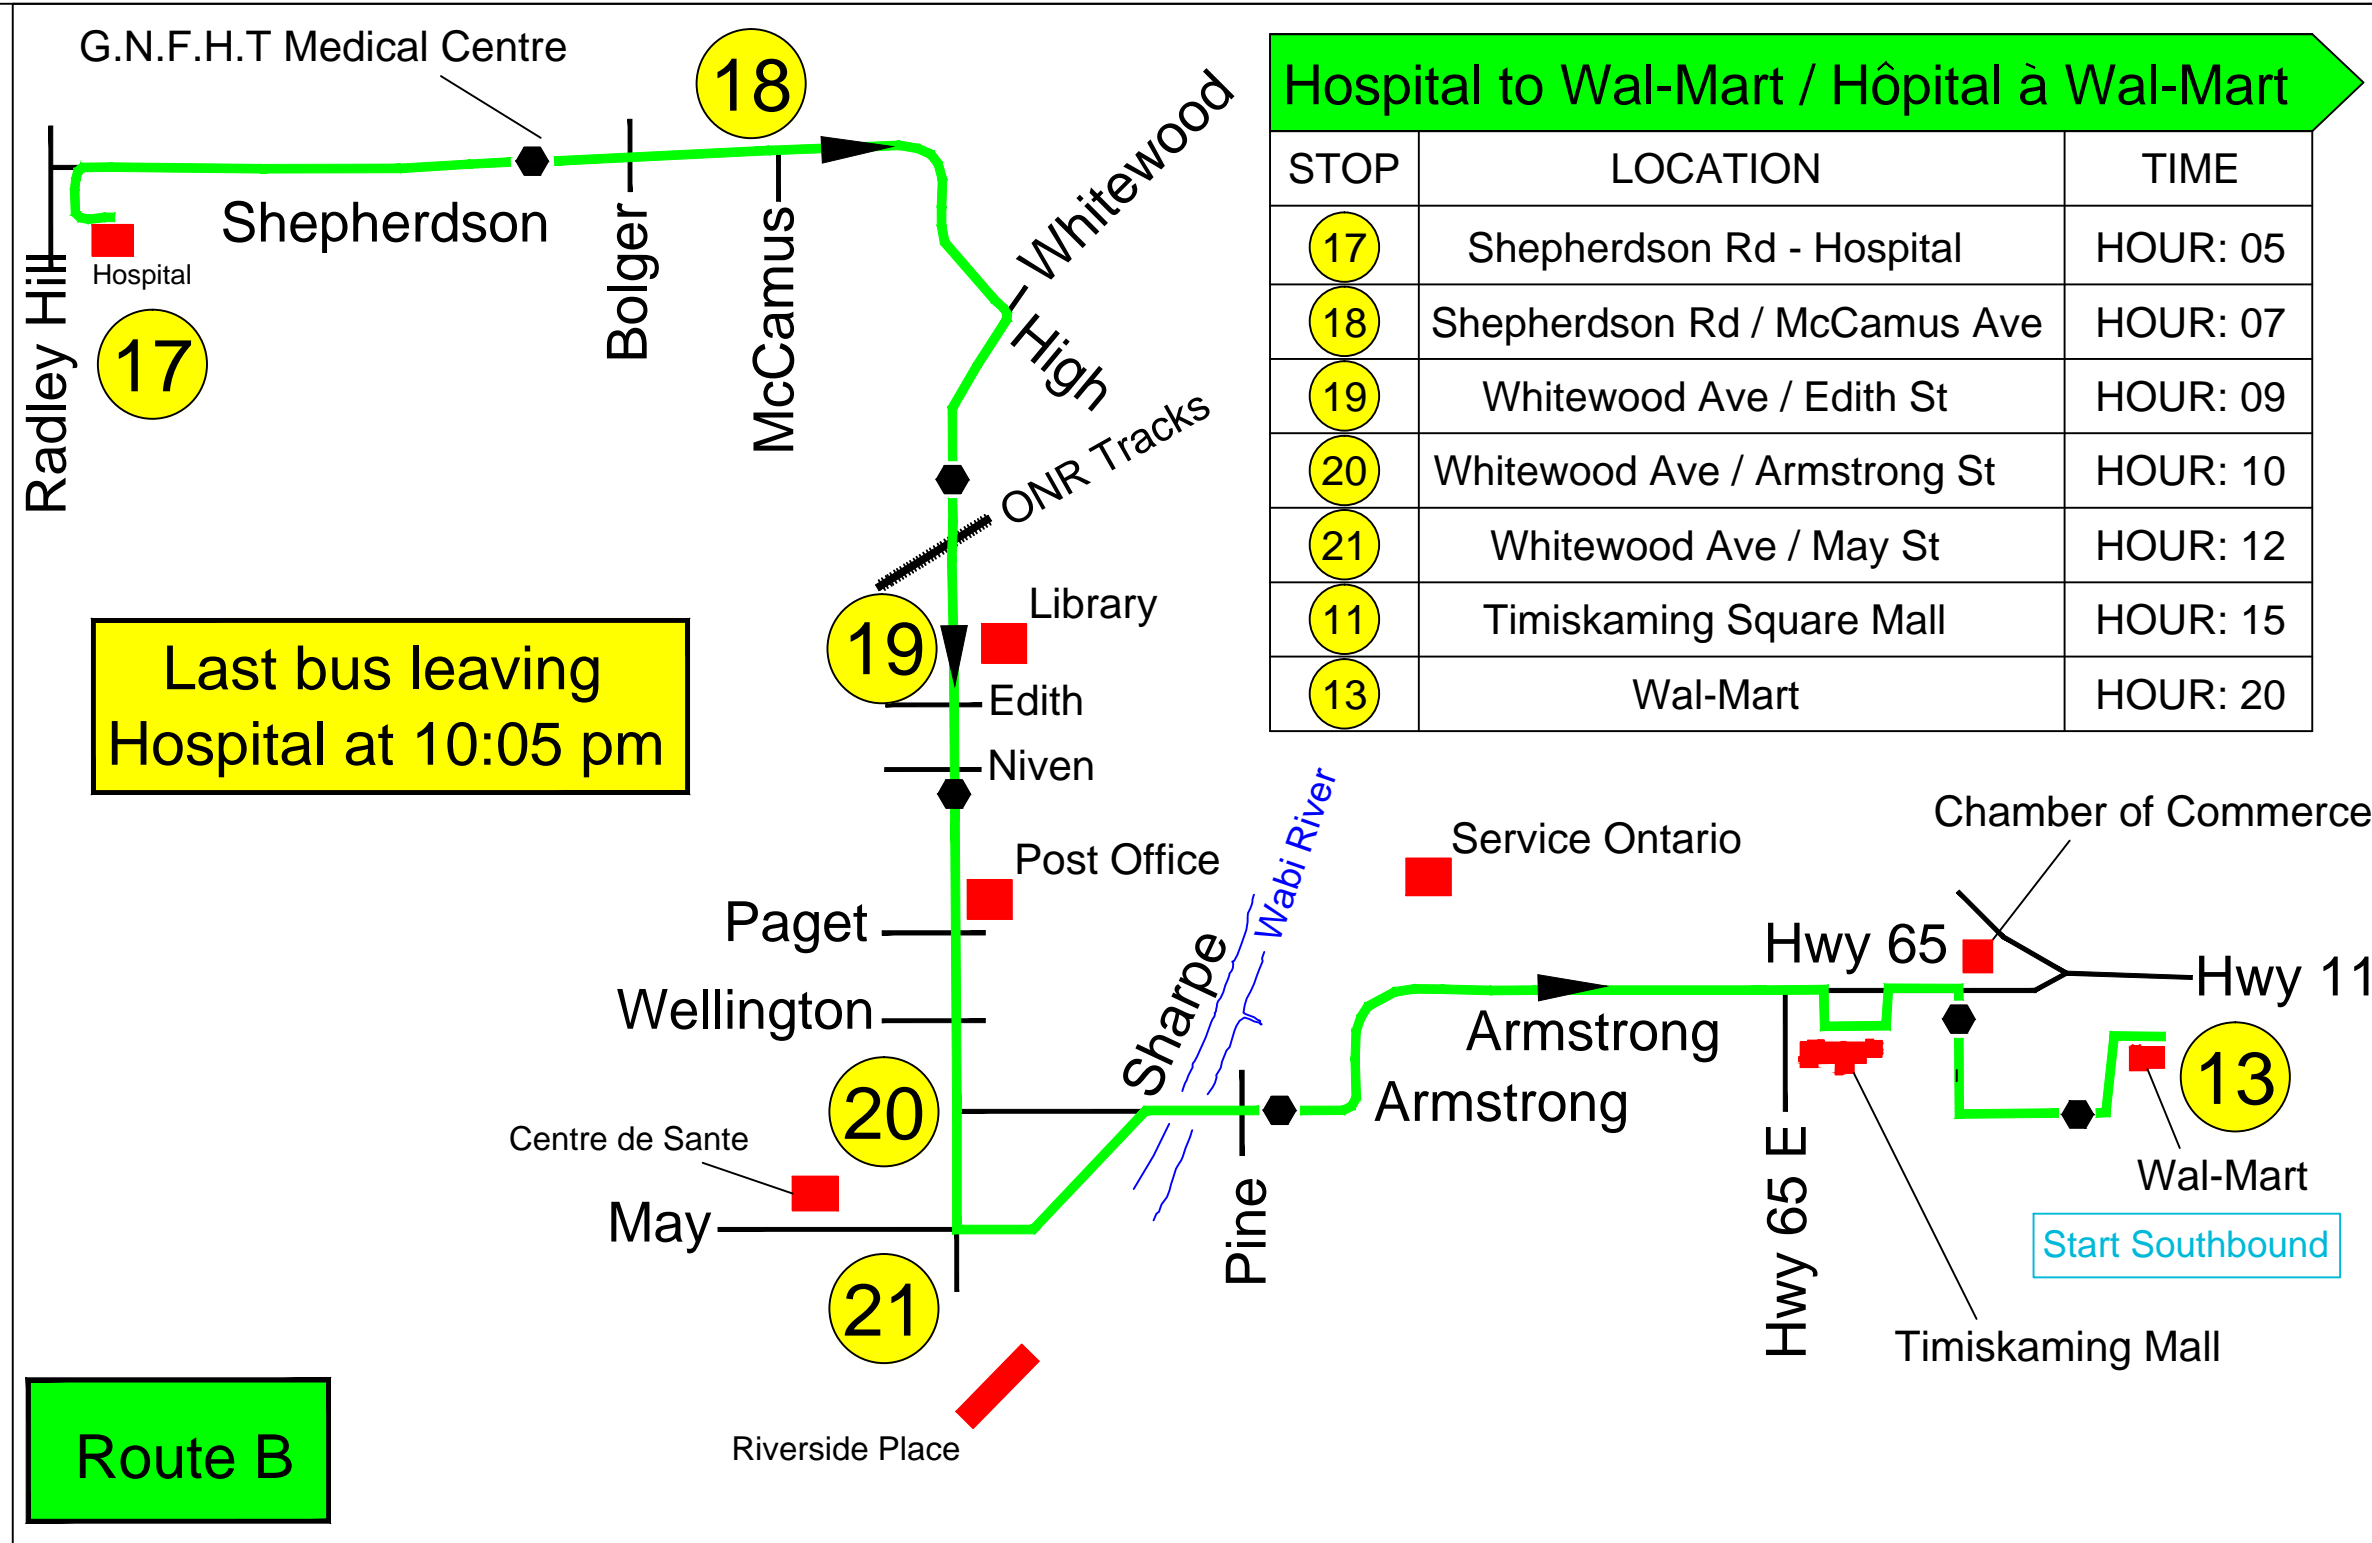 G.N.F.H.T Medical Centre
18
Whitewood
Hospital to Wal-Mart / Hôpital à Wal-Mart
STOP LOCATION TIME
17 Shepherdson Rd - Hospital HOUR: 05
18 Shepherdson Rd / McCamus Ave HOUR: 07
19 Whitewood Ave / Edith St HOUR: 09
20 Whitewood Ave / Armstrong St HOUR: 10
21 Whitewood Ave / May St HOUR: 12
11 Timiskaming Square Mall HOUR: 15
13 Wal-Mart HOUR: 20
Shepherdson
Hospital
17
Radley Hill
Bolger
McCamus
High
ONR Tracks
Library
19
Edith
Niven
Last bus leaving
Hospital at 10:05 pm
Post Office
Paget
Wellington
20
Centre de Sante
May
21
Sharpe
Wabi River
Pine
Service Ontario
Chamber of Commerce
Hwy 65
Hwy 11
Armstrong
Armstrong
Hwy 65 E
13
Wal-Mart
Start Southbound
Timiskaming Mall
Riverside Place
Route B